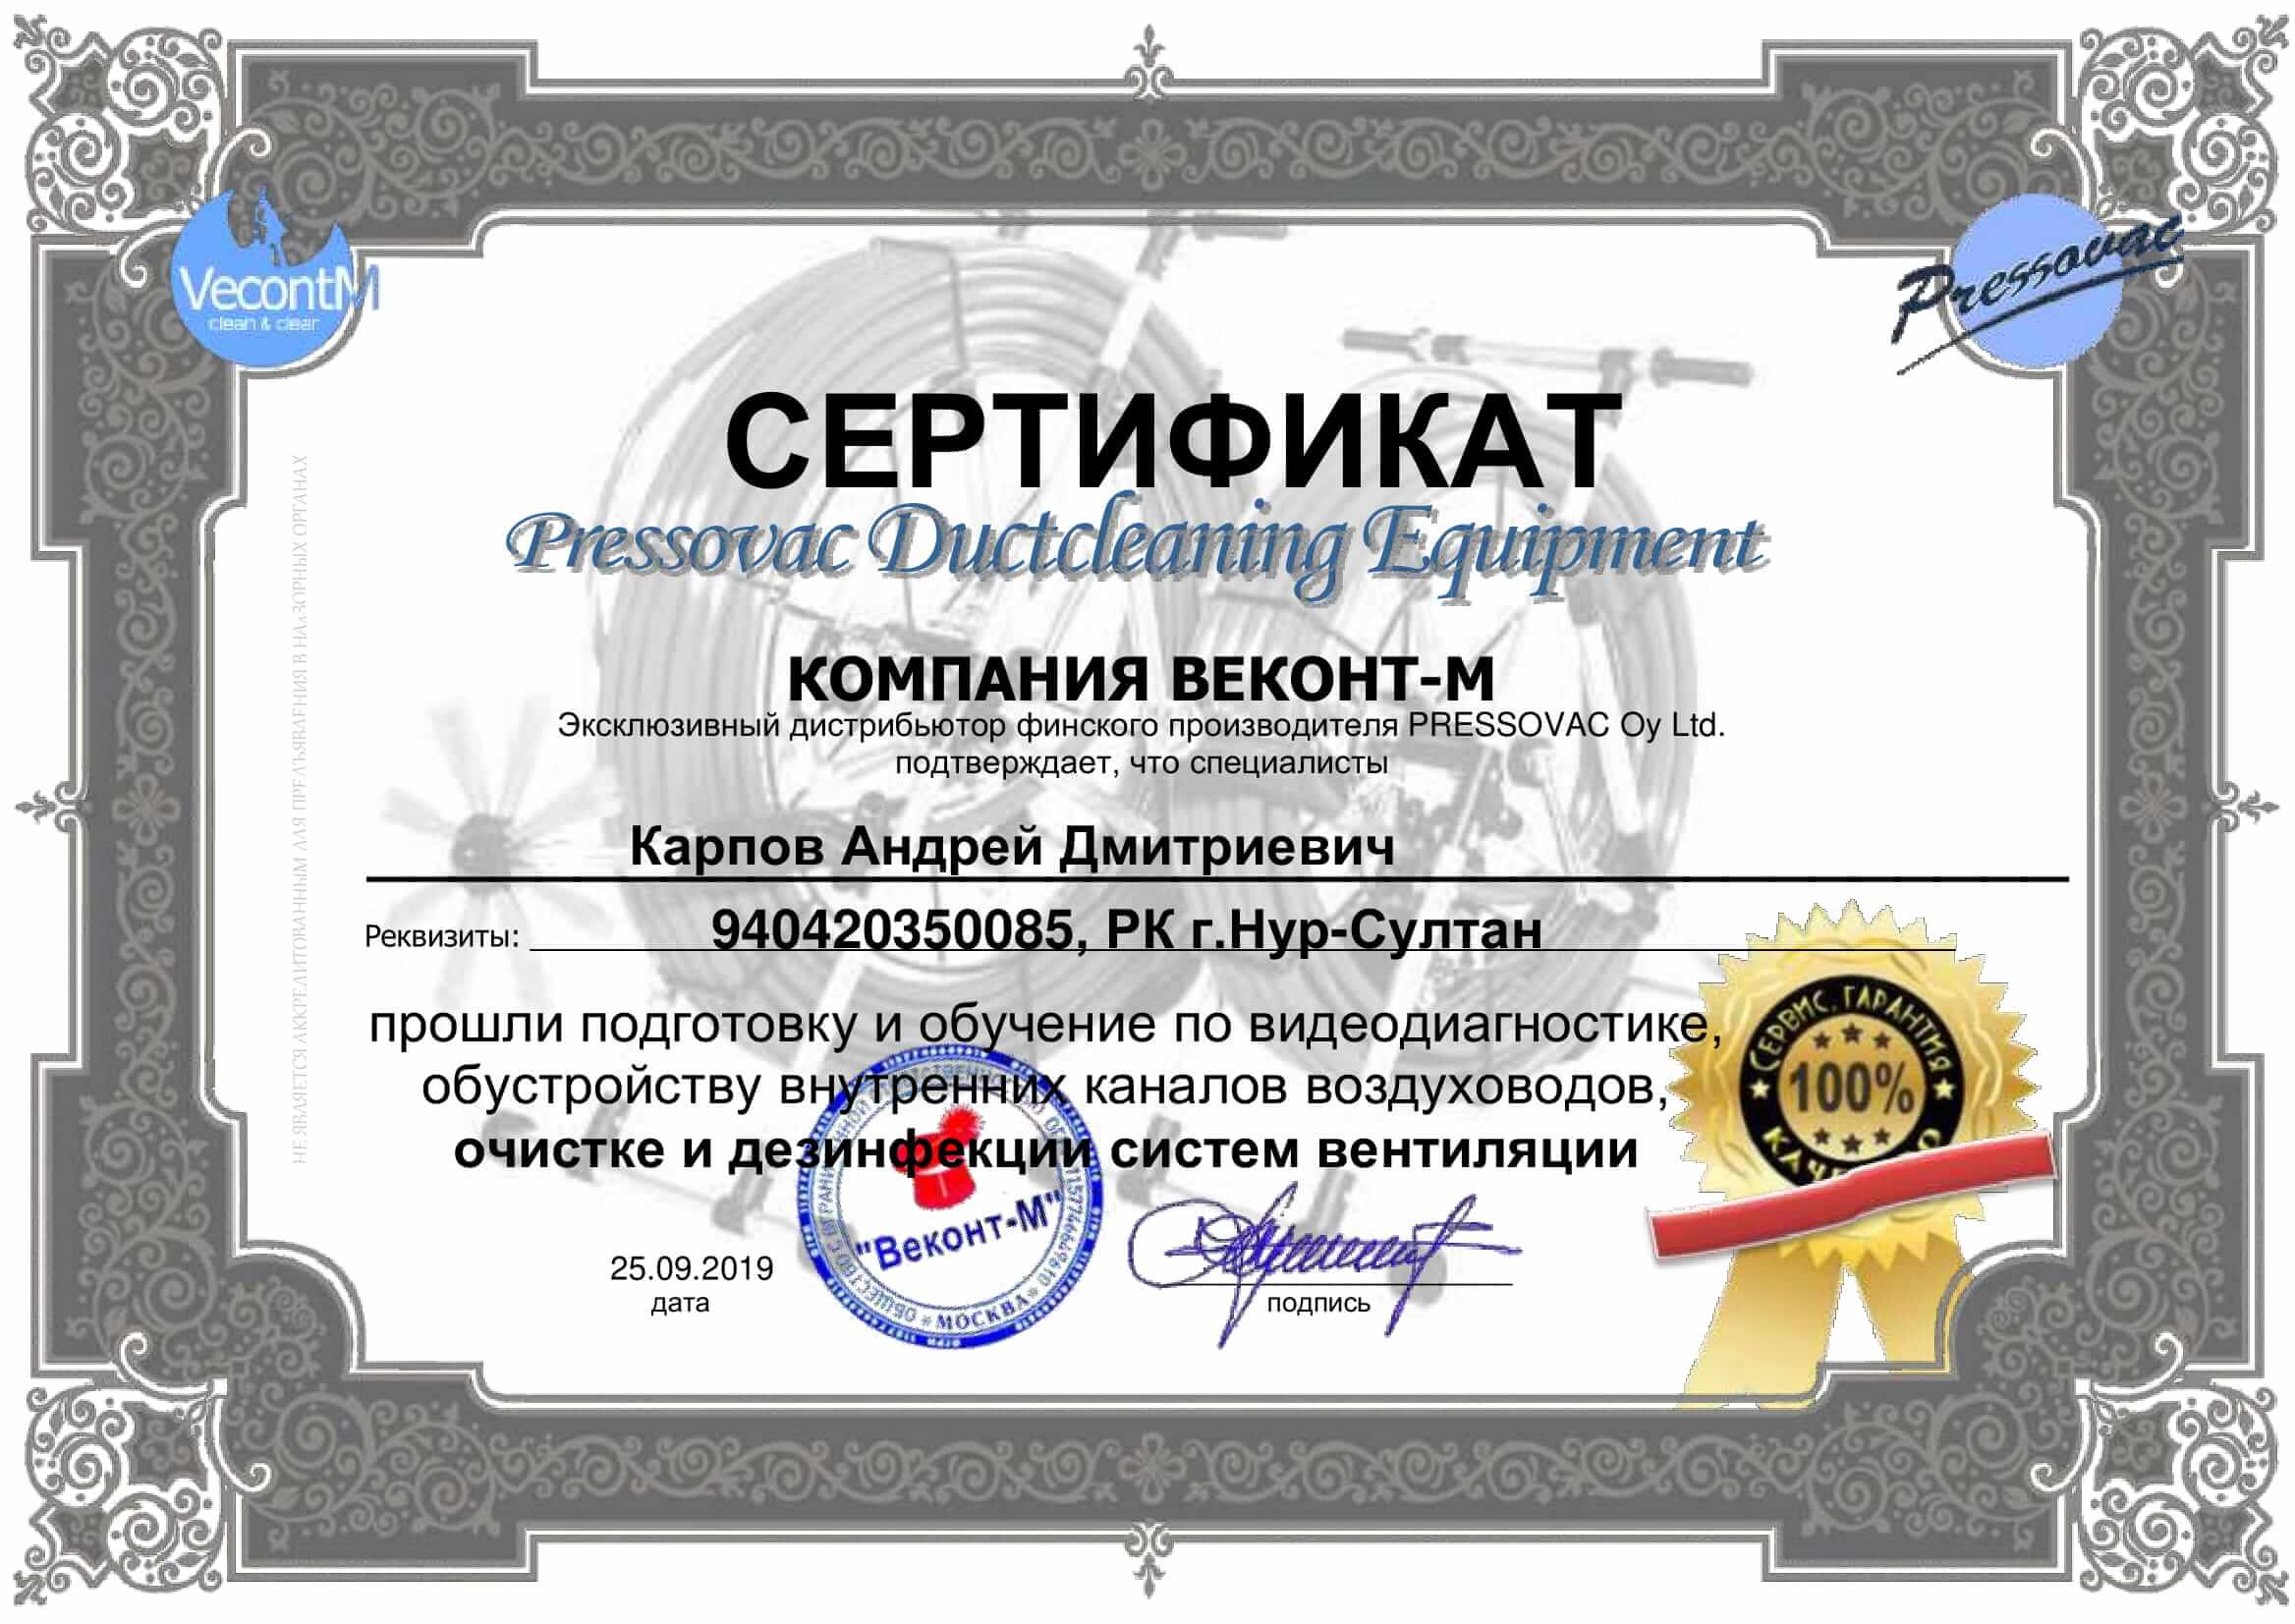 VecontM
clean & clear
Pressovac
СЕРТИФИКАТ
Pressovac Ductcleaning Equipment
КОМПАНИЯ ВЕКОНТ-М
Эксклюзивный дистрибьютор финского производителя PRESSOVAC Oy Ltd.
подтверждает, что специалисты
Карпов Андрей Дмитриевич
Реквизиты: 940420350085, РК г.Нур-Султан
прошли подготовку и обучение по видеодиагностике,
обустройству внутренних каналов воздуховодов,
очистке и дезинфекции систем вентиляции
25.09.2019
дата
подпись
"Веконт-М"
МОСКВА
СЕРВИС, ГАРАНТИЯ
100%
НЕ ЯВЛЯЕТСЯ АККРЕДИТОВАННЫМ ДЛЯ ПРЕДЪЯВЛЕНИЯ В НАДЗОРНЫХ ОРГАНАХ